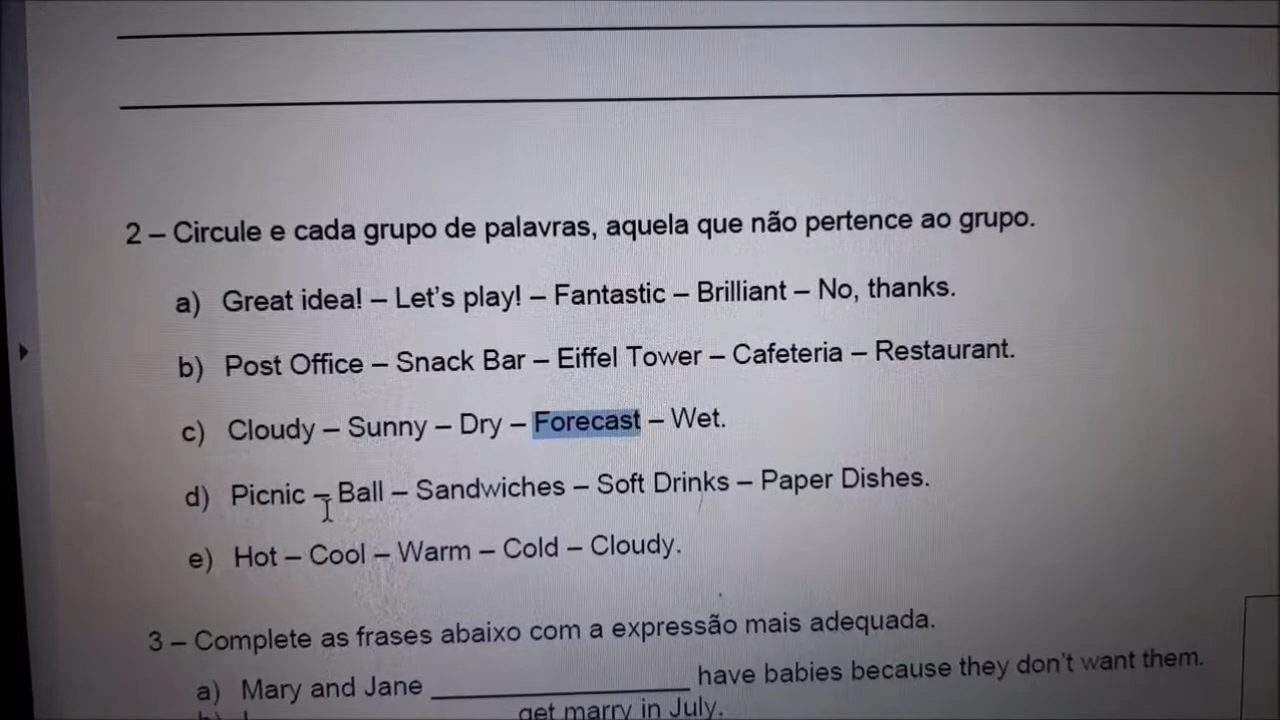 2 – Circule e cada grupo de palavras, aquela que não pertence ao grupo.
a) Great idea! – Let's play! – Fantastic – Brilliant – No, thanks.
b) Post Office – Snack Bar – Eiffel Tower – Cafeteria – Restaurant.
c) Cloudy – Sunny – Dry – Forecast – Wet.
d) Picnic – Ball – Sandwiches – Soft Drinks – Paper Dishes.
e) Hot – Cool – Warm – Cold – Cloudy.
3 – Complete as frases abaixo com a expressão mais adequada.
a) Mary and Jane __________________ have babies because they don't want them.
get marry in July.